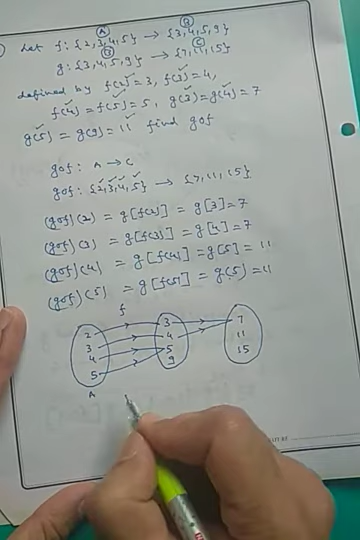 A B
Let f: {2,3,4,5} → {3,4,5,9}
B C
g: {3,4,5,9} → {7,11,15}
defined by f(2)=3, f(3)=4,
f(4)=f(5)=5, g(3)=g(4)=7
g(5)=g(9)=11 find gof
gof: A → C
gof: {2,3,4,5} → {7,11,15}
(gof)(2) = g[f(2)] = g[3]=7
(gof)(3) = g[f(3)] = g[4]=7
(gof)(4) = g[f(4)] = g[5] = 11
(gof)(5) = g[f(5)] = g(5) = 11
f
2 3 7
3 4 11
4 5 15
5 9
A